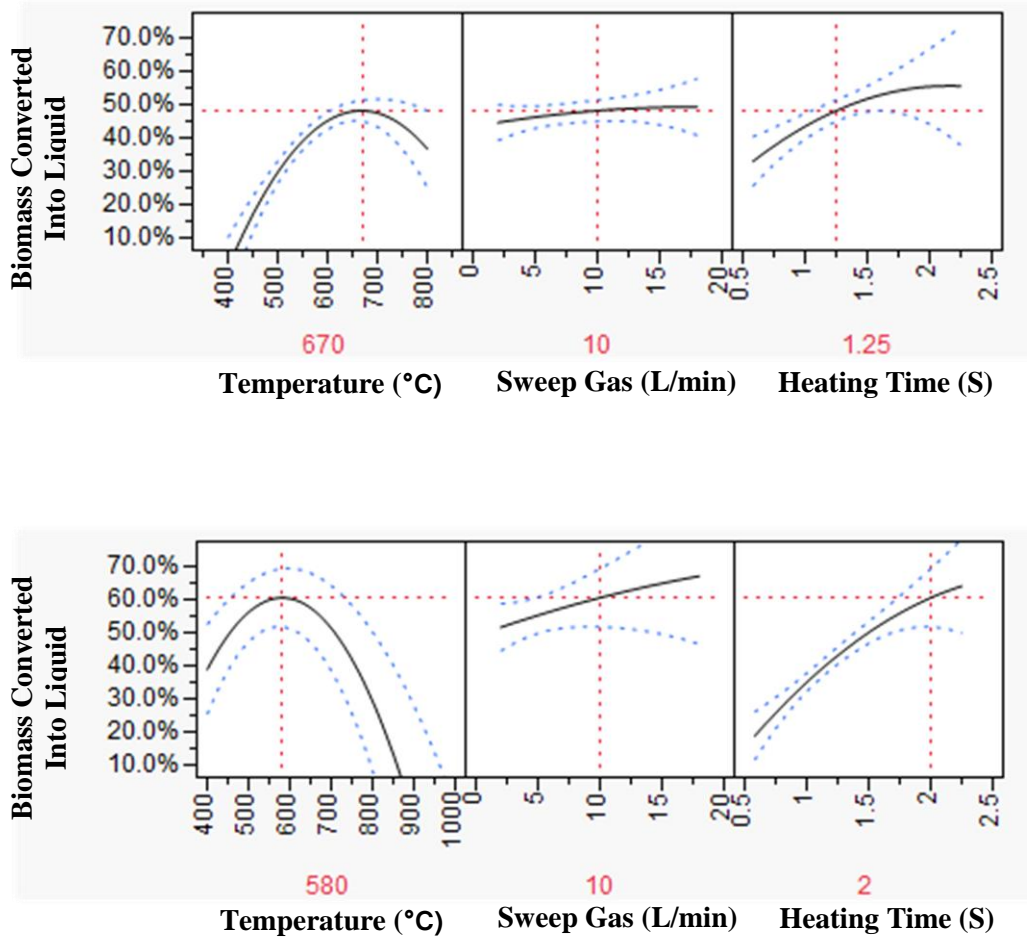 Biomass Converted
Into Liquid
70.0%
60.0%
50.0%
40.0%
30.0%
20.0%
10.0%
400 500 600 700 800 0 5 10 15 20 0.5 1 1.5 2 2.5
670 10 1.25
Temperature (°C) Sweep Gas (L/min) Heating Time (S)
Biomass Converted
Into Liquid
70.0%
60.0%
50.0%
40.0%
30.0%
20.0%
10.0%
400 500 600 700 800 900 1000 0 5 10 15 20 0.5 1 1.5 2 2.5
580 10 2
Temperature (°C) Sweep Gas (L/min) Heating Time (S)